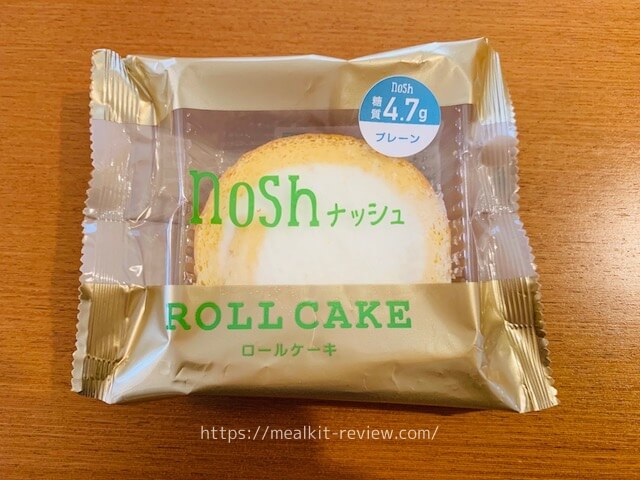 nosh
糖質 4.7g
プレーン
nosh ナッシュ
ROLL CAKE
ロールケーキ
https://mealkit-review.com/